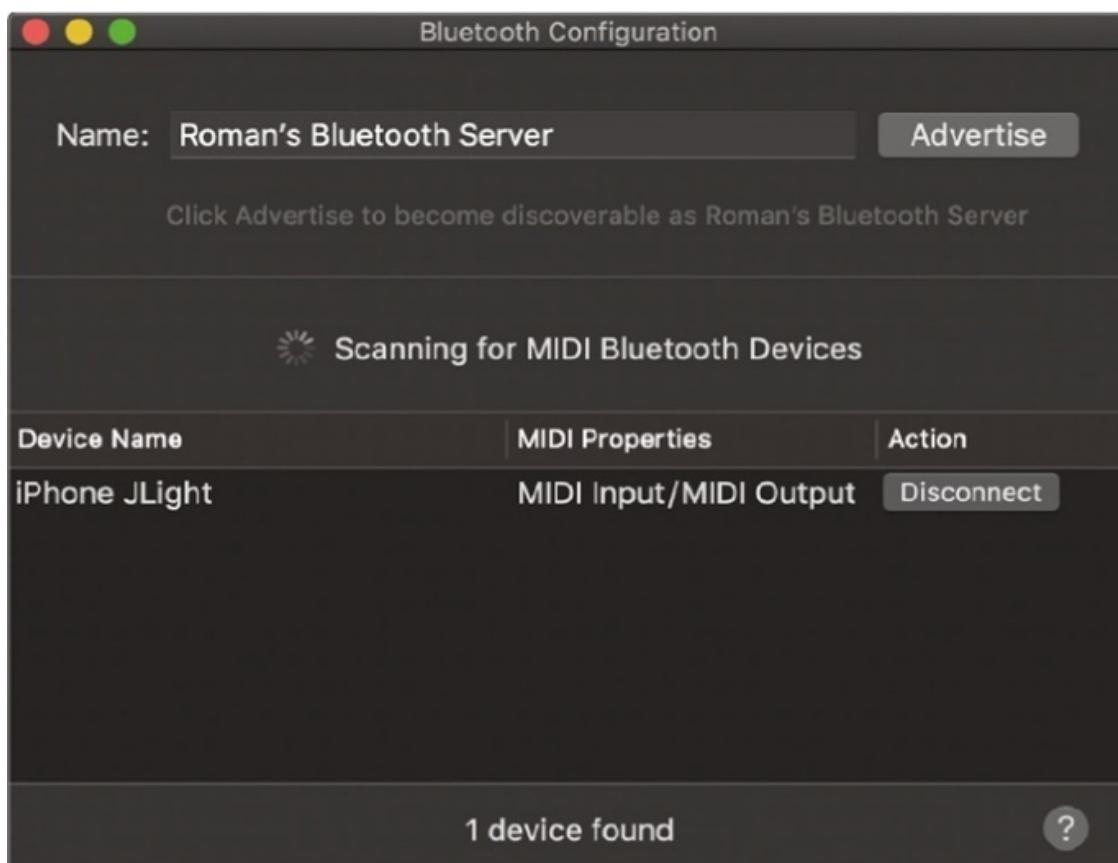 Bluetooth Configuration
Name: Roman’s Bluetooth Server Advertise
Click Advertise to become discoverable as Roman’s Bluetooth Server
Scanning for MIDI Bluetooth Devices
Device Name MIDI Properties Action
iPhone JLight MIDI Input/MIDI Output Disconnect
1 device found ?